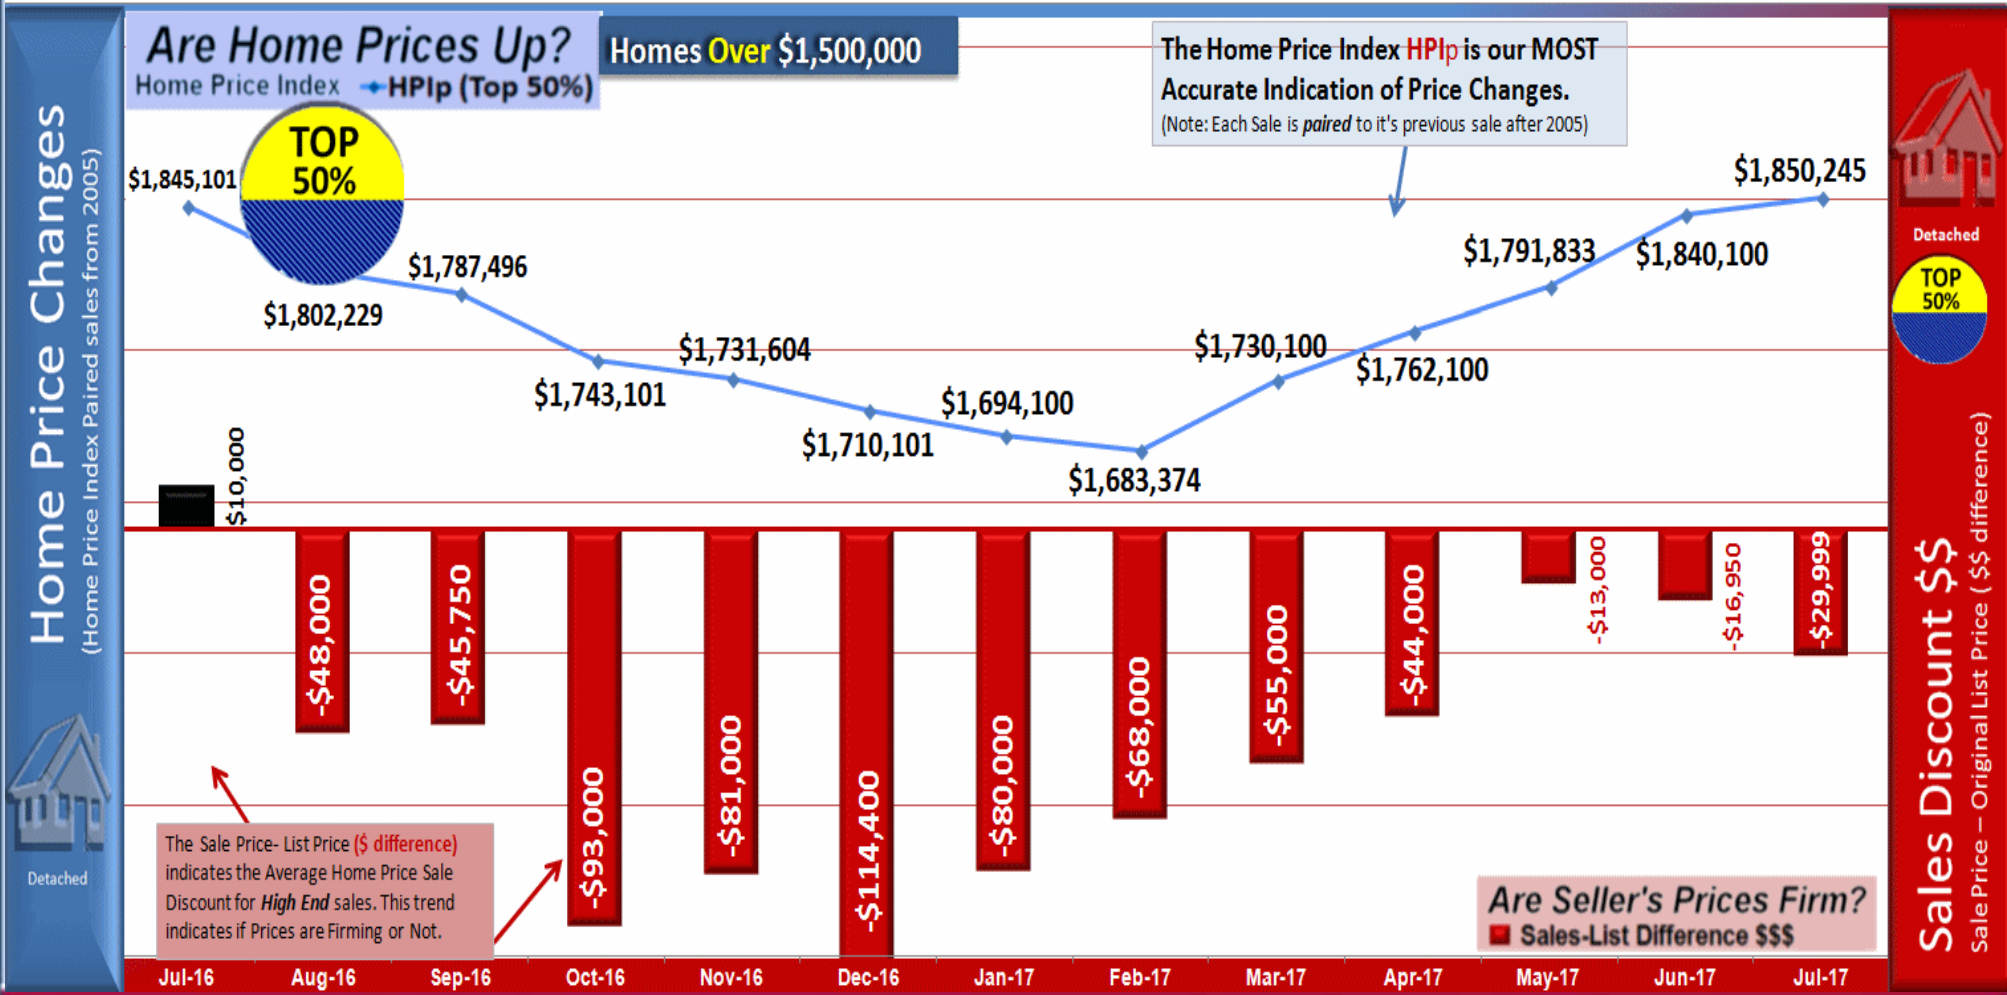 Are Home Prices Up?
Home Price Index HPIp (Top 50%)
Homes Over $1,500,000
The Home Price Index HPIp is our MOST
Accurate Indication of Price Changes.
(Note: Each Sale is paired to it's previous sale after 2005)
Home Price Changes
(Home Price Index Paired sales from 2005)
Detached
TOP
50%
$1,845,101
$1,802,229
$1,787,496
$1,743,101
$1,731,604
$1,710,101
$1,694,100
$1,683,374
$1,730,100
$1,762,100
$1,791,833
$1,840,100
$1,850,245
$10,000
-$48,000
-$45,750
-$93,000
-$81,000
-$114,400
-$80,000
-$68,000
-$55,000
-$44,000
-$13,000
-$16,950
-$29,999
The Sale Price- List Price ($ difference)
indicates the Average Home Price Sale
Discount for High End sales. This trend
indicates if Prices are Firming or Not.
Are Seller's Prices Firm?
Sales-List Difference $$$
Jul-16 Aug-16 Sep-16 Oct-16 Nov-16 Dec-16 Jan-17 Feb-17 Mar-17 Apr-17 May-17 Jun-17 Jul-17
Detached
TOP
50%
Sales Discount $$
Sale Price – Original List Price ( $$ difference)